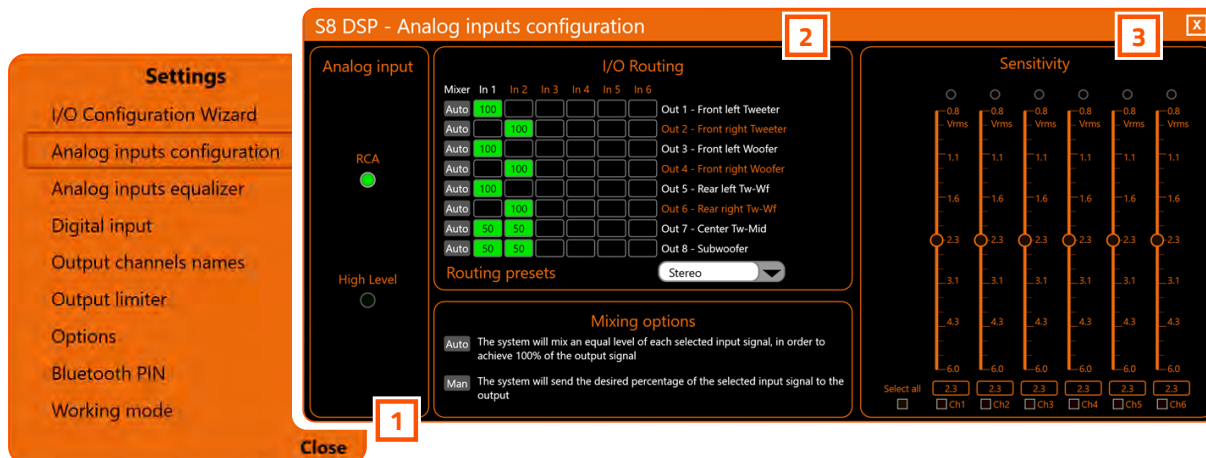 Settings
I/O Configuration Wizard
Analog inputs configuration
Analog inputs equalizer
Digital input
Output channels names
Output limiter
Options
Bluetooth PIN
Working mode
Close
S8 DSP - Analog inputs configuration
X
1
2
3
Analog input
RCA
High Level
I/O Routing
Mixer In 1 In 2 In 3 In 4 In 5 In 6
Auto 100 Out 1 - Front left Tweeter
Auto 100 Out 2 - Front right Tweeter
Auto 100 Out 3 - Front left Woofer
Auto 100 Out 4 - Front right Woofer
Auto 100 Out 5 - Rear left Tw-Wf
Auto 100 Out 6 - Rear right Tw-Wf
Auto 50 50 Out 7 - Center Tw-Mid
Auto 50 50 Out 8 - Subwoofer
Routing presets Stereo
Mixing options
Auto The system will mix an equal level of each selected input signal, in order to
achieve 100% of the output signal
Man The system will send the desired percentage of the selected input signal to the
output
Sensitivity
0.8 0.8 0.8 0.8 0.8 0.8
Vrms Vrms Vrms Vrms Vrms Vrms
1.1 1.1 1.1 1.1 1.1 1.1
1.6 1.6 1.6 1.6 1.6 1.6
2.3 2.3 2.3 2.3 2.3 2.3
3.1 3.1 3.1 3.1 3.1 3.1
4.3 4.3 4.3 4.3 4.3 4.3
6.0 6.0 6.0 6.0 6.0 6.0
Select all 2.3 2.3 2.3 2.3 2.3 2.3
Ch1 Ch2 Ch3 Ch4 Ch5 Ch6